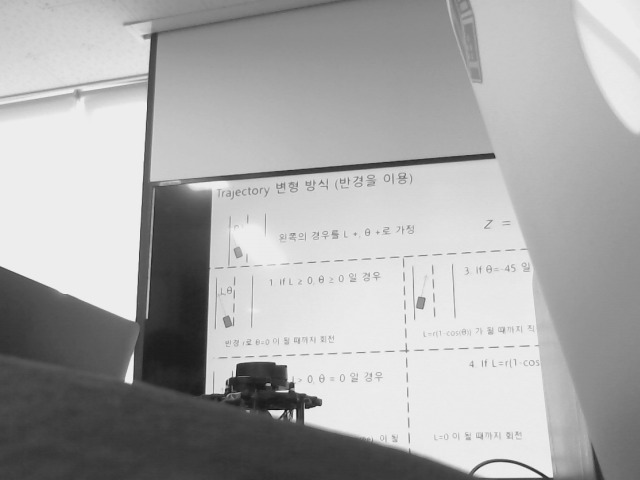 Trajectory 변형 방식 (반경을 이용)
왼쪽의 경우를 L +, θ +로 가정
Z =
L θ
1. If L ≥ 0, θ ≥ 0 일 경우
반경 r로 θ=0 이 될 때까지 회전
3. If θ=-45 일
L=r(1-cos(θ)) 가 될 때까지 직
> 0, θ = 0 일 경우
이 될
4. If L=r(1-cos
L=0 이 될 때까지 회전